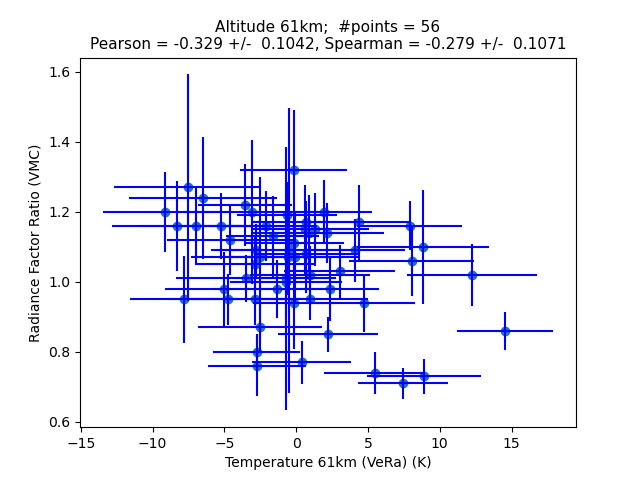 Altitude 61km;  #points = 56
Pearson = -0.329 +/-  0.1042, Spearman = -0.279 +/-  0.1071
Radiance Factor Ratio (VMC)
1.6
1.4
1.2
1.0
0.8
0.6
−15 −10 −5 0 5 10 15
Temperature 61km (VeRa) (K)